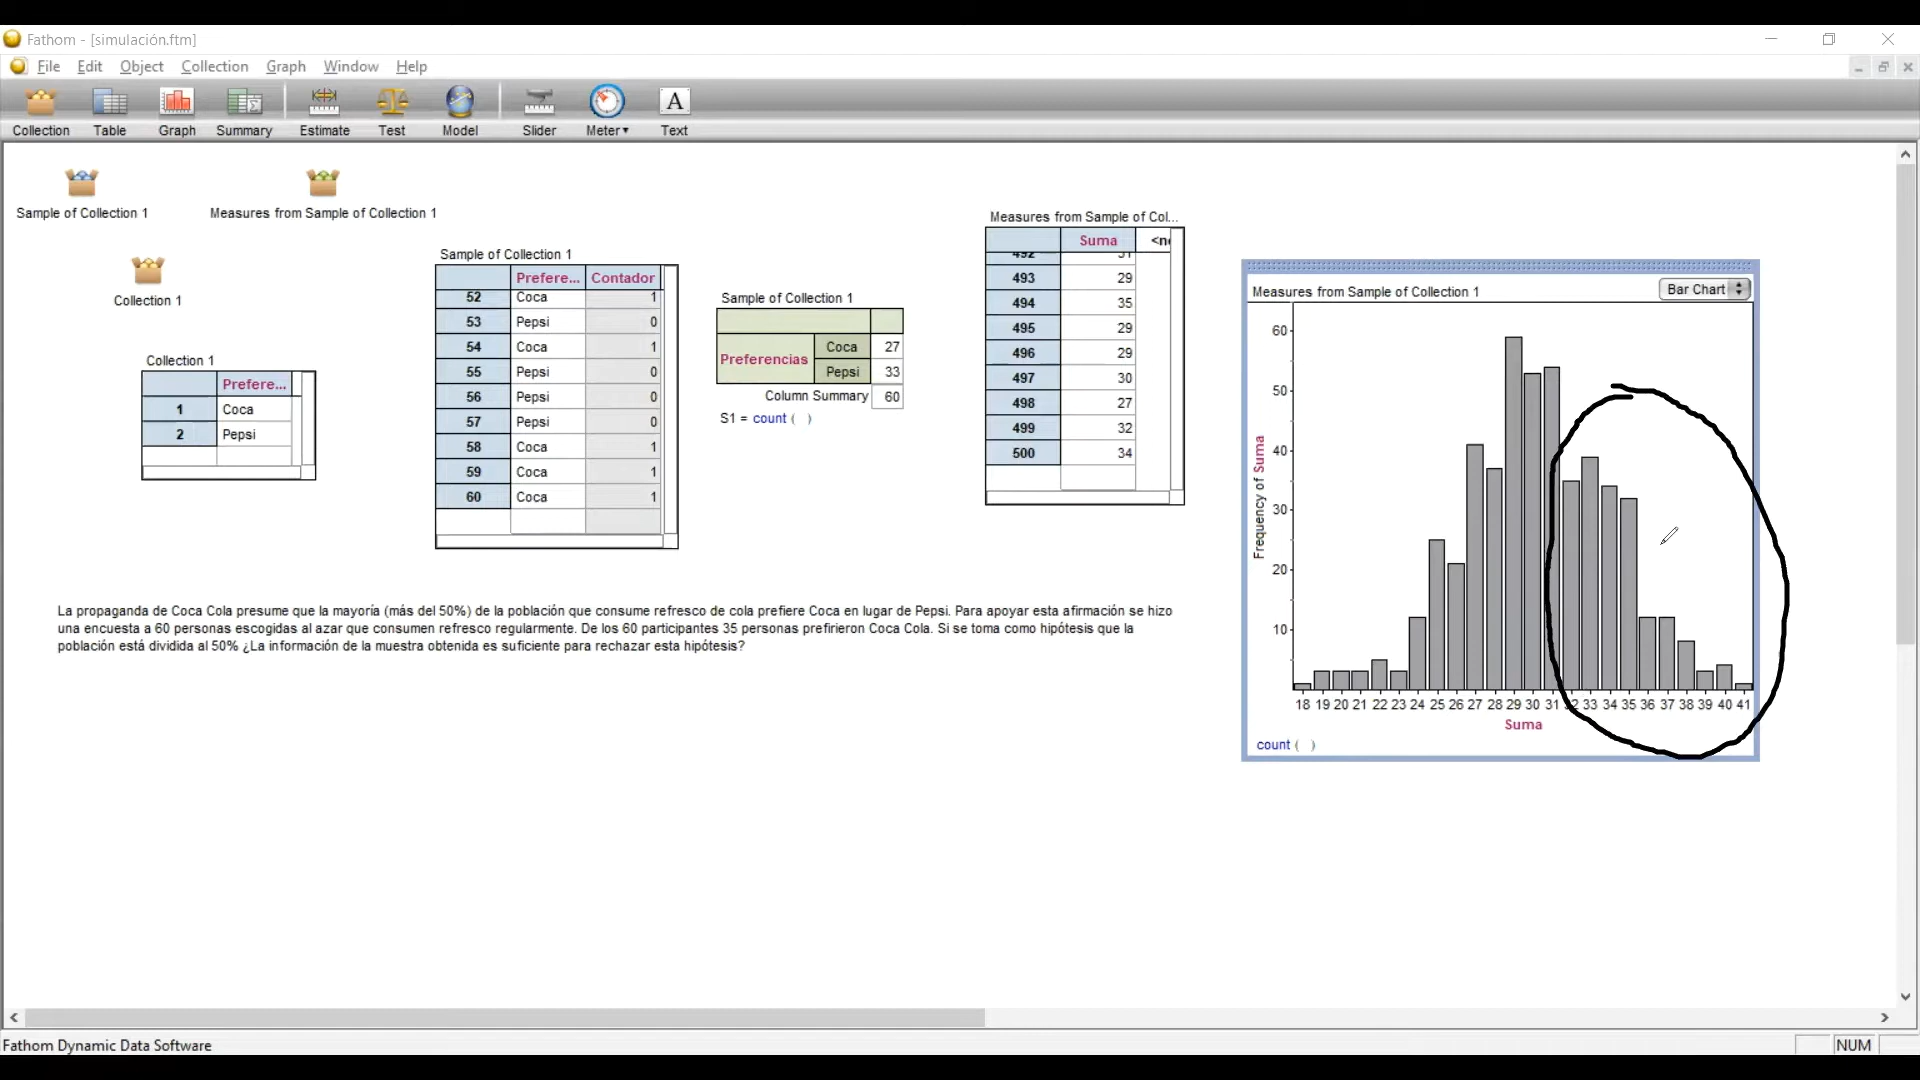 Fathom - [simulación.ftm]
File Edit Object Collection Graph Window Help
Collection Table Graph Summary Estimate Test Model Slider Meter Text
Sample of Collection 1
Measures from Sample of Collection 1
Collection 1
Collection 1
Prefere...
1 Coca
2 Pepsi
Sample of Collection 1
Prefere... Contador
52 Coca 1
53 Pepsi 0
54 Coca 1
55 Pepsi 0
56 Pepsi 0
57 Pepsi 0
58 Coca 1
59 Coca 1
60 Coca 1
Sample of Collection 1
Preferencias
Coca 27
Pepsi 33
Column Summary 60
S1 = count ( )
Measures from Sample of Col...
Suma <ne
492 31
493 29
494 35
495 29
496 29
497 30
498 27
499 32
500 34
Measures from Sample of Collection 1
Bar Chart
60
50
40
30
20
10
Frequency of Suma
18 19 20 21 22 23 24 25 26 27 28 29 30 31 32 33 34 35 36 37 38 39 40 41
Suma
count ( )
La propaganda de Coca Cola presume que la mayoría (más del 50%) de la población que consume refresco de cola prefiere Coca en lugar de Pepsi. Para apoyar esta afirmación se hizo
una encuesta a 60 personas escogidas al azar que consumen refresco regularmente. De los 60 participantes 35 personas prefirieron Coca Cola. Si se toma como hipótesis que la
población está dividida al 50% ¿La información de la muestra obtenida es suficiente para rechazar esta hipótesis?
Fathom Dynamic Data Software
NUM